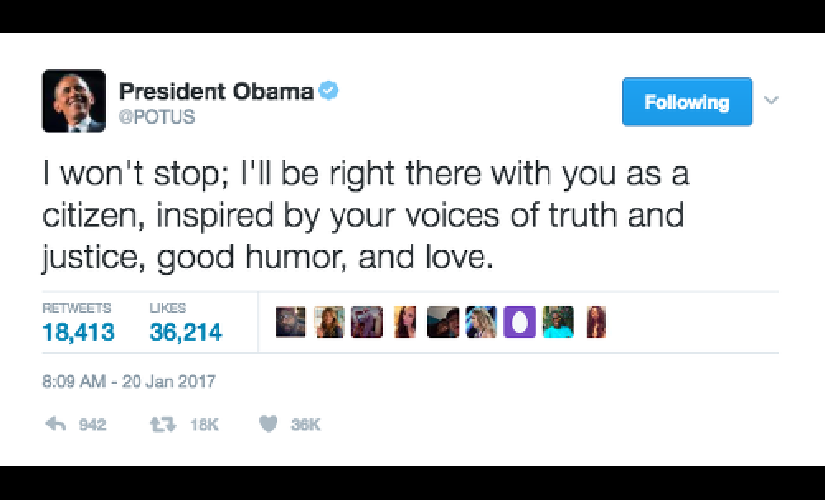 President Obama
@POTUS
Following
I won't stop; I'll be right there with you as a
citizen, inspired by your voices of truth and
justice, good humor, and love.
RETWEETS LIKES
18,413 36,214
8:09 AM - 20 Jan 2017
942 18K 36K